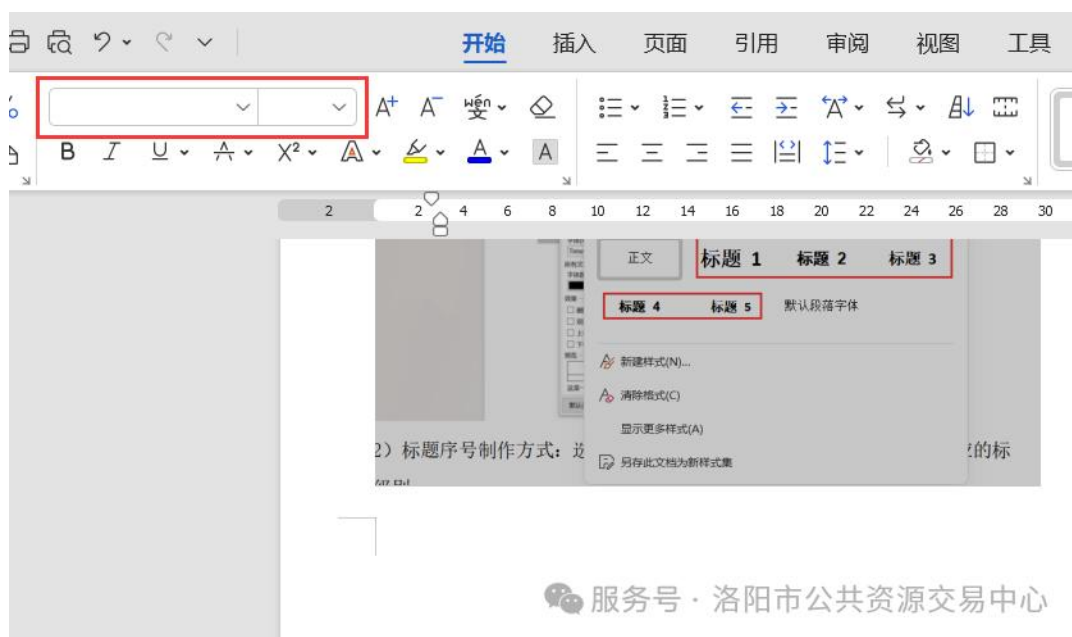 开始 插入 页面 引用 审阅 视图 工具
A+ A- wén 变 A
B I U A X² A A A
2 2 4 6 8 10 12 14 16 18 20 22 24 26 28 30
正文 标题 1 标题 2 标题 3
标题 4 标题 5 默认段落字体
新建样式(N)...
清除格式(C)
显示更多样式(A)
2）标题序号制作方式：
的标
另存此文档为新样式集
服务号 · 洛阳市公共资源交易中心